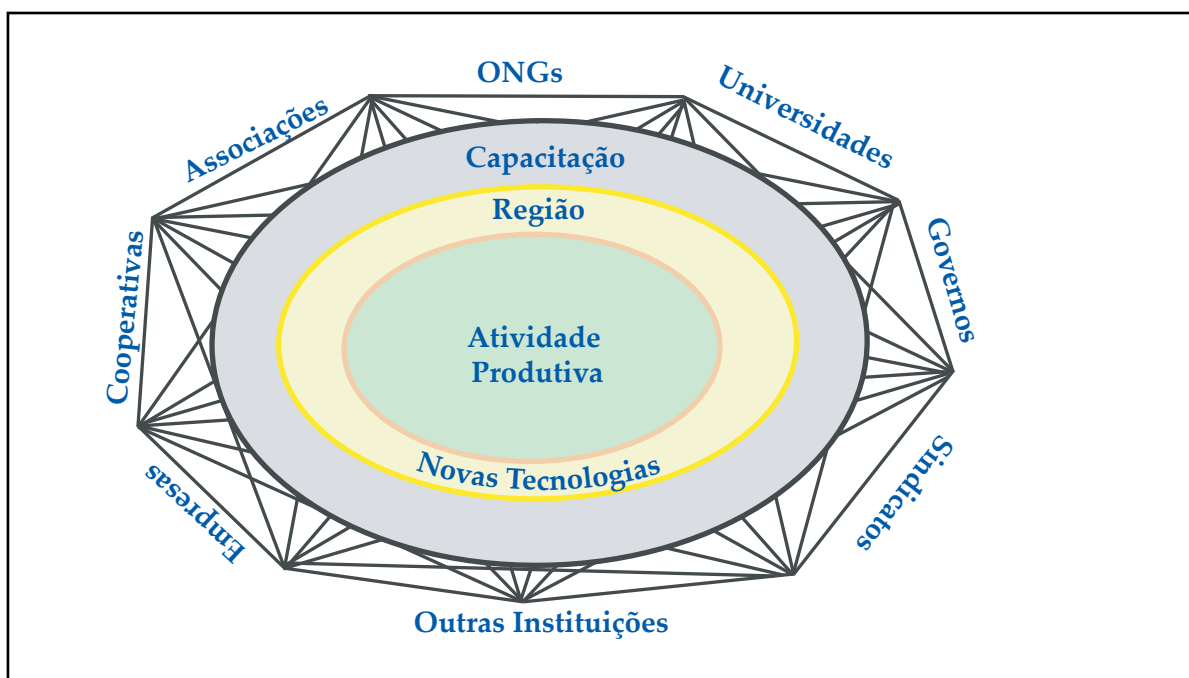 ONGs
Universidades
Associações
Capacitação
Região
Governos
Cooperativas
Atividade
Produtiva
Novas Tecnologias
Sindicatos
Empresas
Outras Instituições